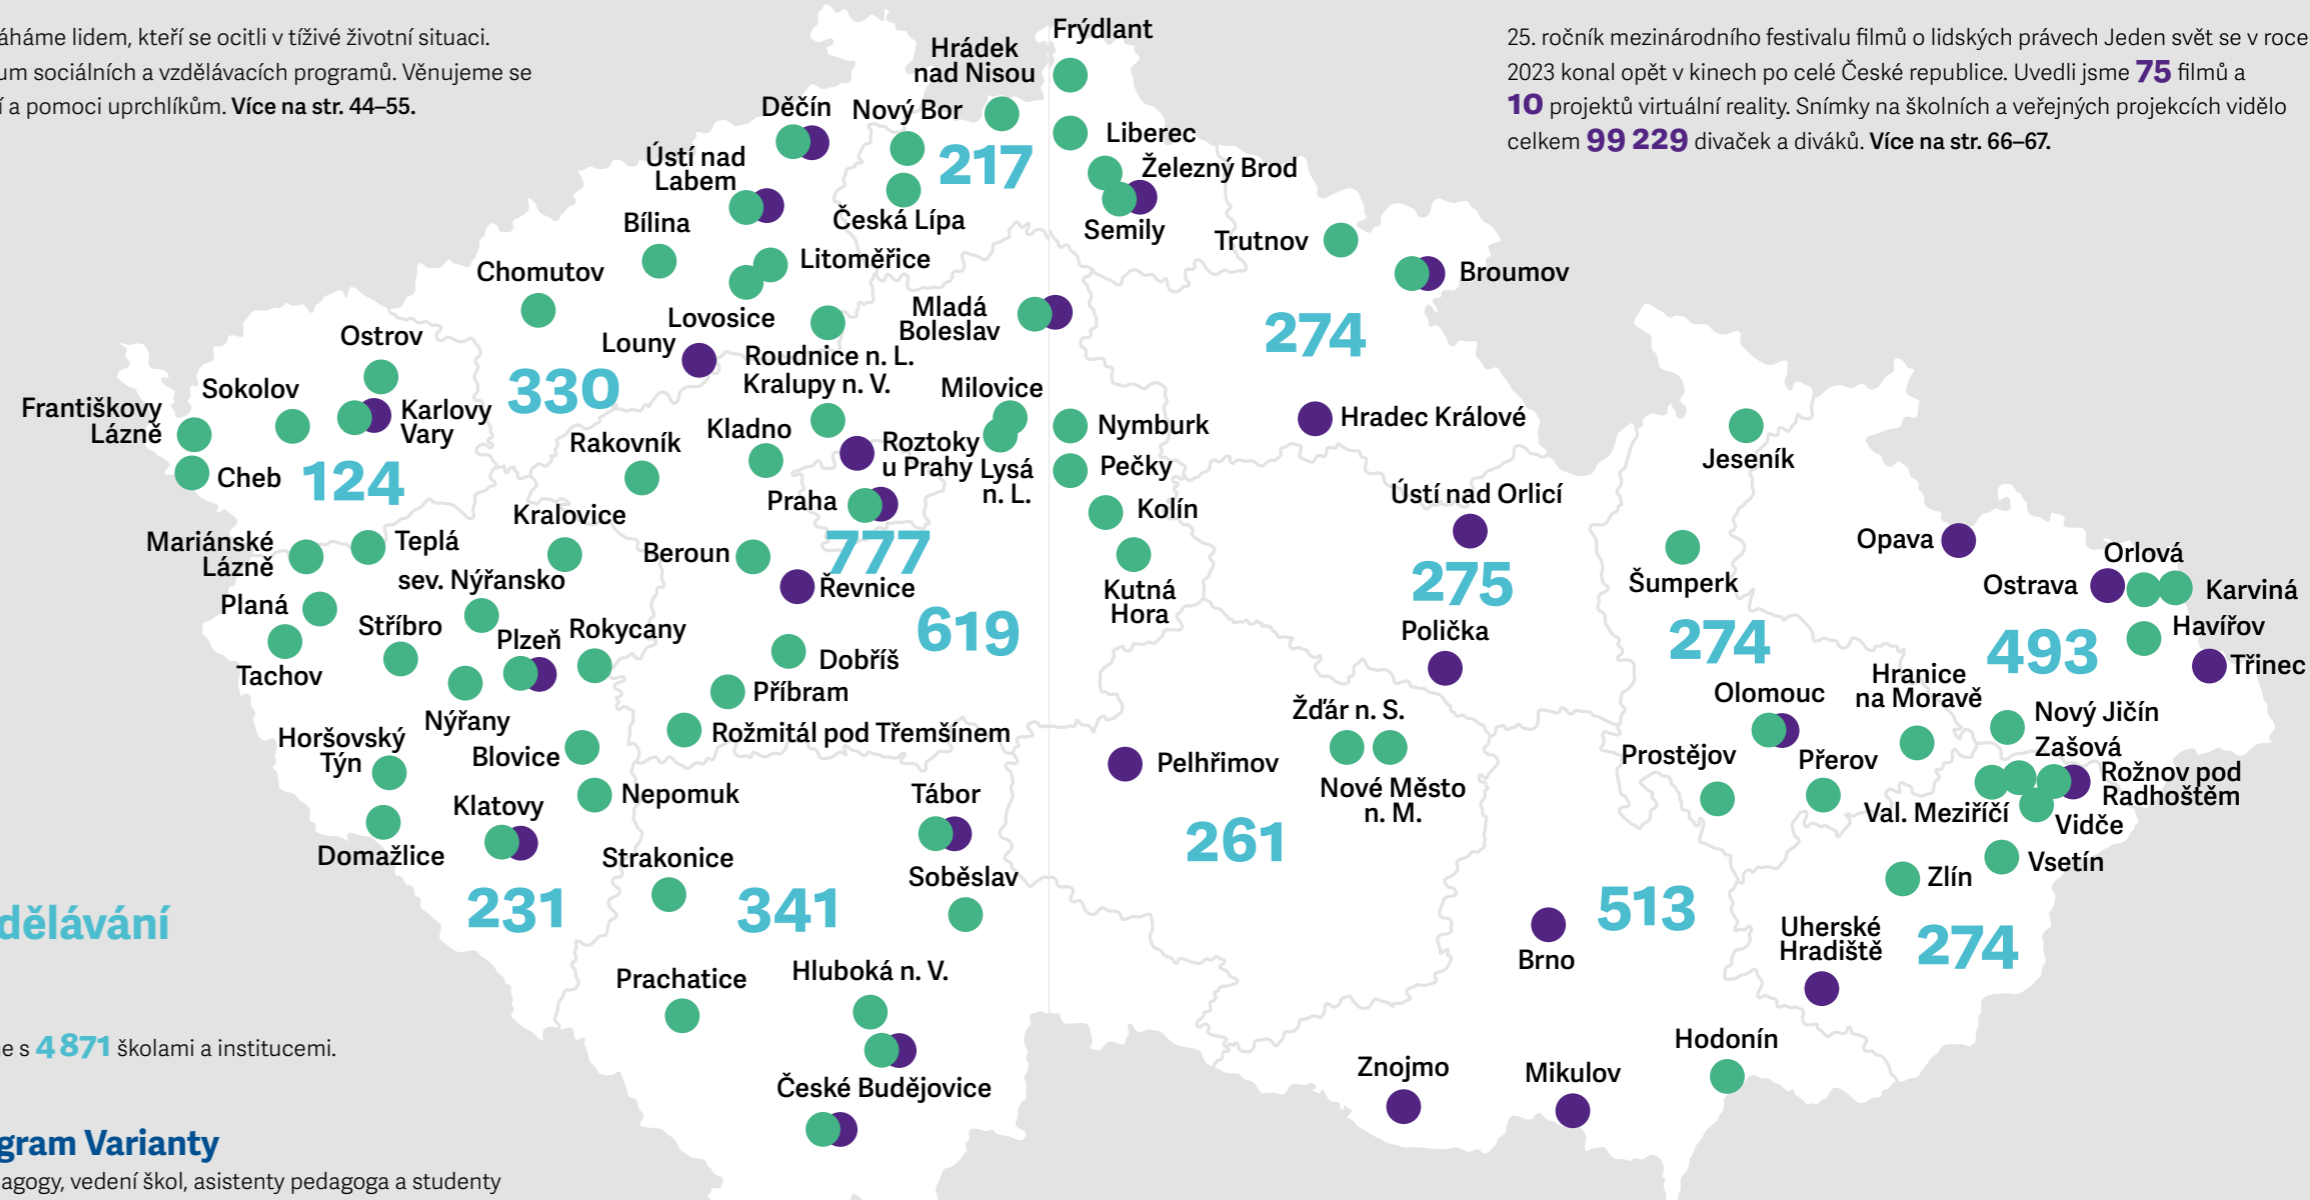 áháme lidem, kteří se ocitli v tíživé životní situaci.
um sociálních a vzdělávacích programů. Věnujeme se
í a pomoci uprchlíkům. Více na str. 44–55.
25. ročník mezinárodního festivalu filmů o lidských právech Jeden svět se v roce
2023 konal opět v kinech po celé České republice. Uvedli jsme 75 filmů a
10 projektů virtuální reality. Snímky na školních a veřejných projekcích vidělo
celkem 99 229 divaček a diváků. Více na str. 66–67.
Frýdlant
Hrádek
nad Nisou
Děčín
Nový Bor
Liberec
217
Ústí nad
Labem
Železný Brod
Česká Lípa
Semily
Bílina
Trutnov
Litoměřice
Chomutov
Broumov
Mladá
Boleslav
Lovosice
Ostrov
Louny
274
Roudnice n. L.
Kralupy n. V.
Sokolov
330
Milovice
Františkovy
Lázně
Karlovy
Vary
Hradec Králové
Nymburk
Kladno
Rakovník
Roztoky
u Prahy
Lysá
n. L.
Pečky
Jeseník
Cheb
124
Praha
Ústí nad Orlicí
Kolín
Kralovice
Mariánské
Lázně
Teplá
Beroun
777
Opava
Orlová
sev. Nýřansko
Řevnice
Kutná
Hora
275
Šumperk
Ostrava
Karviná
Planá
Stříbro
Plzeň
Rokycany
619
Polička
274
Havířov
493
Třinec
Dobříš
Tachov
Příbram
Hranice
na Moravě
Olomouc
Nýřany
Žďár n. S.
Nový Jičín
Rožmitál pod Třemšínem
Horšovský
Týn
Blovice
Pelhřimov
Prostějov
Přerov
Zašová
Rožnov pod
Radhoštěm
Nepomuk
Tábor
Nové Město
n. M.
Klatovy
Val. Meziříčí
Vidče
261
Domažlice
Strakonice
Vsetín
Soběslav
Zlín
231
341
513
dělávání
Uherské
Hradiště
274
Brno
Prachatice
Hluboká n. V.
e s 4 871 školami a institucemi.
Hodonín
Znojmo
Mikulov
České Budějovice
gram Varianty
agogy, vedení škol, asistenty pedagoga a studenty